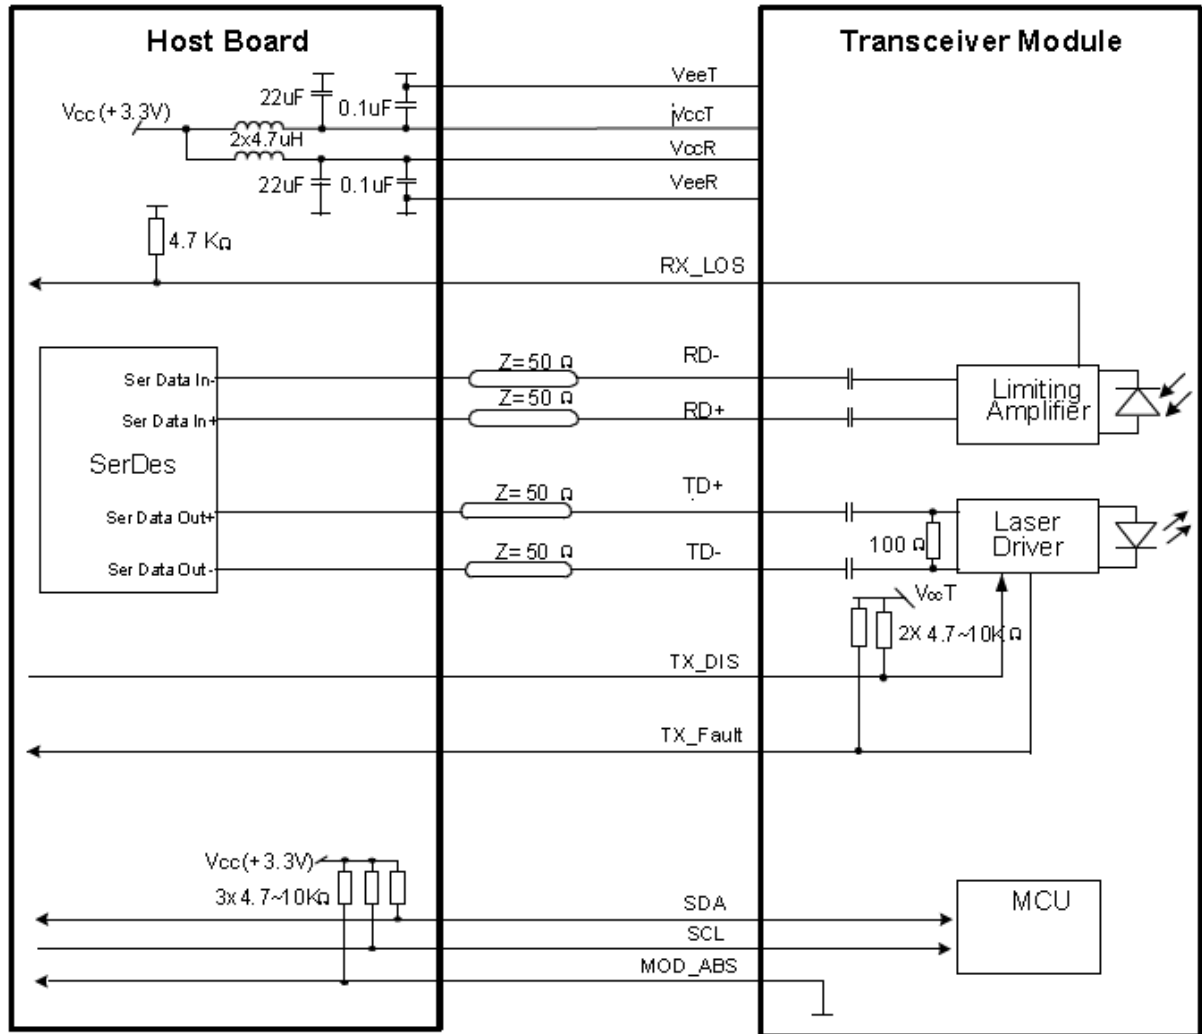 Host Board
Transceiver Module
VeeT
22uF
0.1uF
Vcc(+3.3V)
VccT
2x4.7uH
VccR
22uF
0.1uF
VeeR
4.7 KΩ
RX_LOS
RD-
Z=50 Ω
Ser Data In-
Limiting
Amplifier
Z=50 Ω
RD+
Ser Data In+
SerDes
TD+
Z=50 Ω
Ser Data Out+
Laser
Driver
100 Ω
Z=50 Ω
TD-
Ser Data Out-
VccT
2X 4.7~10KΩ
TX_DIS
TX_Fault
Vcc(+3.3V)
3x4.7~10KΩ
SDA
MCU
SCL
MOD_ABS